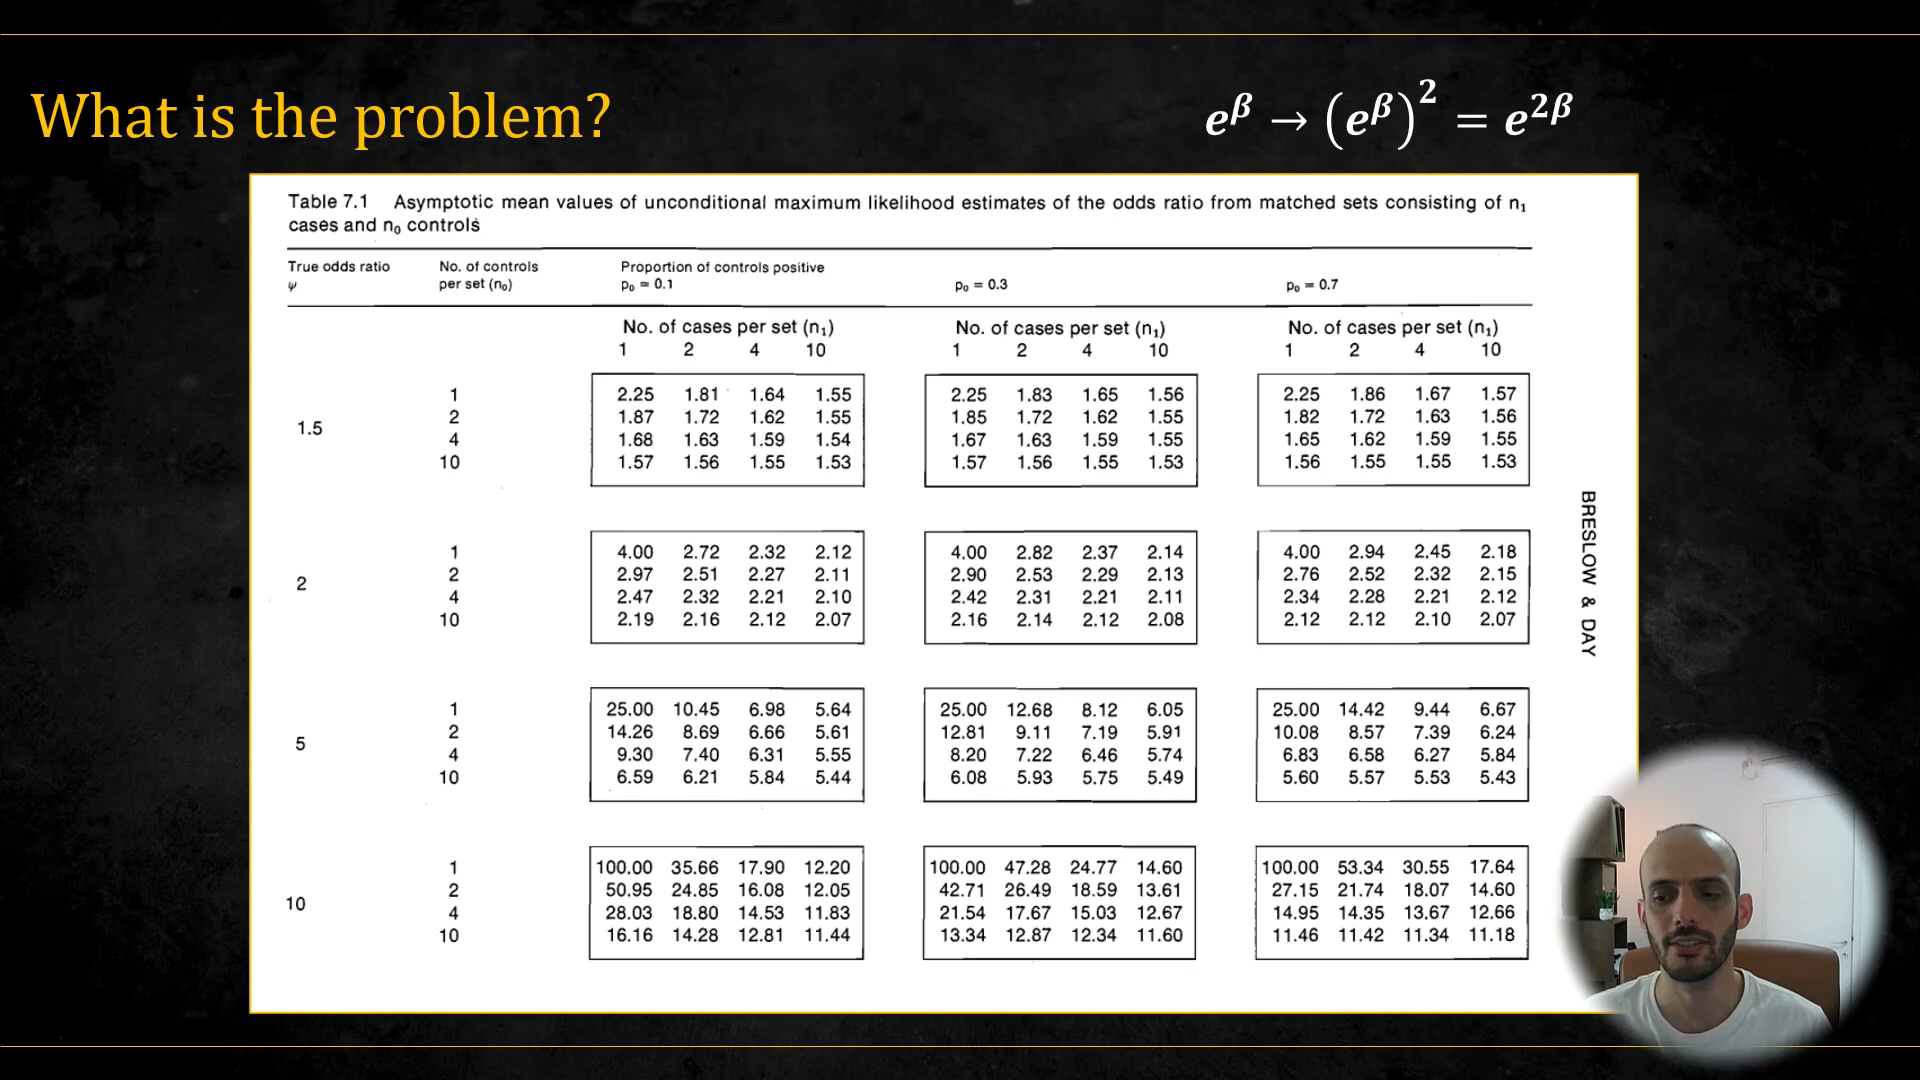 What is the problem?
e^β → (e^β)^2 = e^{2β}
Table 7.1 Asymptotic mean values of unconditional maximum likelihood estimates of the odds ratio from matched sets consisting of n₁
cases and n₀ controls
True odds ratio No. of controls Proportion of controls positive
ψ per set (n₀) p₀ = 0.1 p₀ = 0.3 p₀ = 0.7
No. of cases per set (n₁) No. of cases per set (n₁) No. of cases per set (n₁)
1 2 4 10 1 2 4 10 1 2 4 10
1 2.25 1.81 1.64 1.55 2.25 1.83 1.65 1.56 2.25 1.86 1.67 1.57
2 1.87 1.72 1.62 1.55 1.85 1.72 1.62 1.55 1.82 1.72 1.63 1.56
1.5
4 1.68 1.63 1.59 1.54 1.67 1.63 1.59 1.55 1.65 1.62 1.59 1.55
10 1.57 1.56 1.55 1.53 1.57 1.56 1.55 1.53 1.56 1.55 1.55 1.53
1 4.00 2.72 2.32 2.12 4.00 2.82 2.37 2.14 4.00 2.94 2.45 2.18
2 2.97 2.51 2.27 2.11 2.90 2.53 2.29 2.13 2.76 2.52 2.32 2.15
2
4 2.47 2.32 2.21 2.10 2.42 2.31 2.21 2.11 2.34 2.28 2.21 2.12
10 2.19 2.16 2.12 2.07 2.16 2.14 2.12 2.08 2.12 2.12 2.10 2.07
1 25.00 10.45 6.98 5.64 25.00 12.68 8.12 6.05 25.00 14.42 9.44 6.67
2 14.26 8.69 6.66 5.61 12.81 9.11 7.19 5.91 10.08 8.57 7.39 6.24
5
4 9.30 7.40 6.31 5.55 8.20 7.22 6.46 5.74 6.83 6.58 6.27 5.84
10 6.59 6.21 5.84 5.44 6.08 5.93 5.75 5.49 5.60 5.57 5.53 5.43
1 100.00 35.66 17.90 12.20 100.00 47.28 24.77 14.60 100.00 53.34 30.55 17.64
2 50.95 24.85 16.08 12.05 42.71 26.49 18.59 13.61 27.15 21.74 18.07 14.60
10
4 28.03 18.80 14.53 11.83 21.54 17.67 15.03 12.67 14.95 14.35 13.67 12.66
10 16.16 14.28 12.81 11.44 13.34 12.87 12.34 11.60 11.46 11.42 11.34 11.18
BRESLOW & DAY